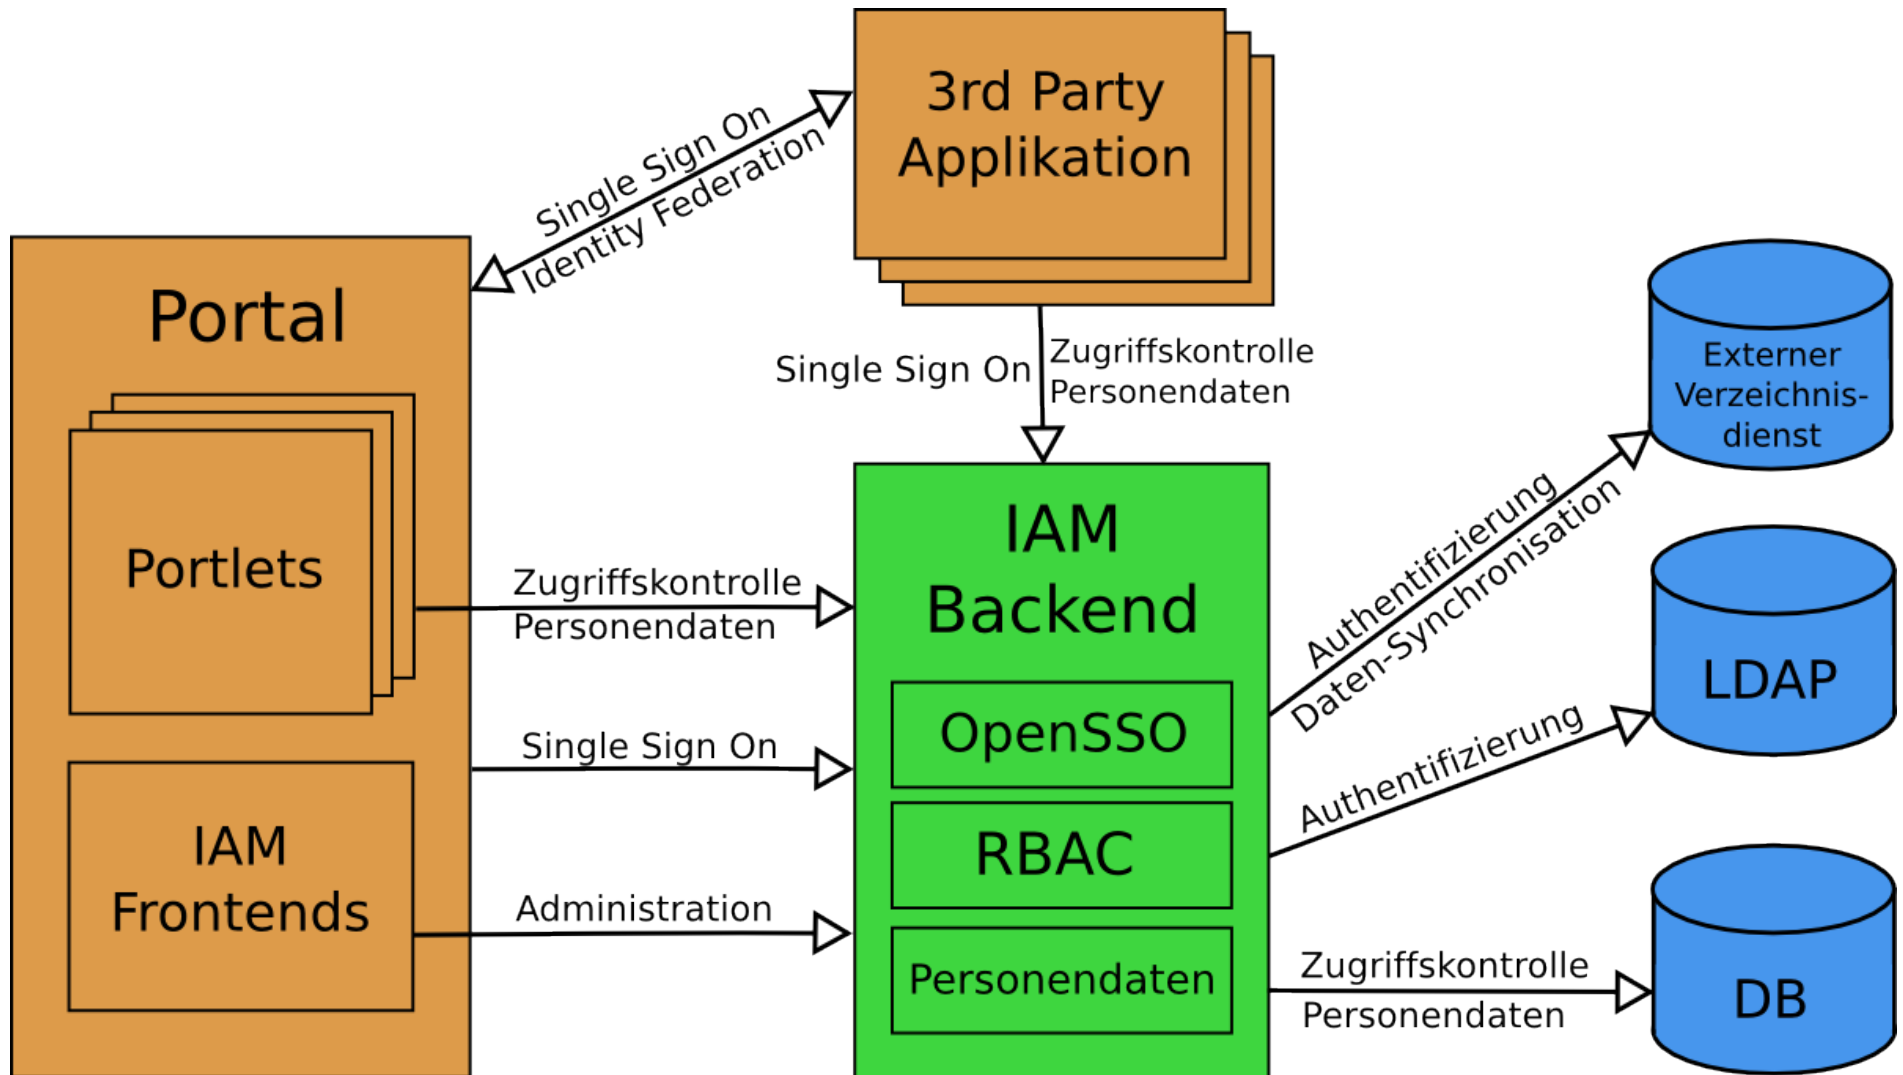 3rd Party
Applikation
Single Sign On
Identity Federation
Portal
Single Sign On
Zugriffskontrolle
Personendaten
Externer
Verzeichnis-
dienst
Portlets
Zugriffskontrolle
Personendaten
IAM
Backend
Authentifizierung
Daten-Synchronisation
LDAP
Single Sign On
OpenSSO
Authentifizierung
IAM
Frontends
RBAC
Administration
Personendaten
Zugriffskontrolle
Personendaten
DB